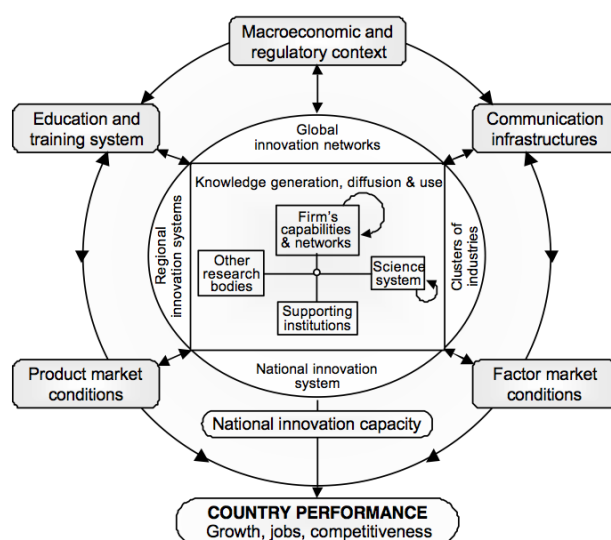 Macroeconomic and
regulatory context
Education and
training system
Communication
infrastructures
Global
innovation networks
Knowledge generation, diffusion & use
Regional
innovation systems
Firm's
capabilities
& networks
Clusters of
industries
Other
research
bodies
Science
system
Supporting
institutions
National innovation
system
Product market
conditions
Factor market
conditions
National innovation capacity
COUNTRY PERFORMANCE
Growth, jobs, competitiveness